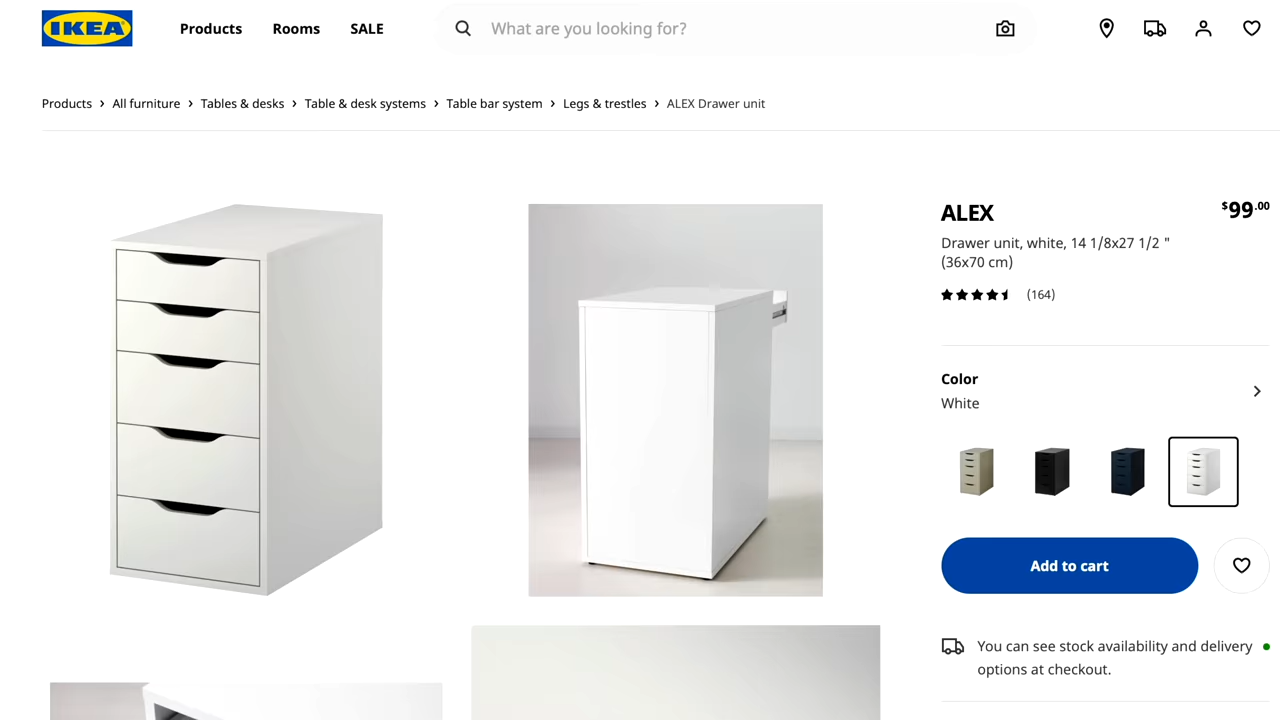 IKEA
Products Rooms SALE What are you looking for?
Products › All furniture › Tables & desks › Table & desk systems › Table bar system › Legs & trestles › ALEX Drawer unit
ALEX $99.00
Drawer unit, white, 14 1/8x27 1/2 "
(36x70 cm)
(164)
Color
White
Add to cart
You can see stock availability and delivery
options at checkout.